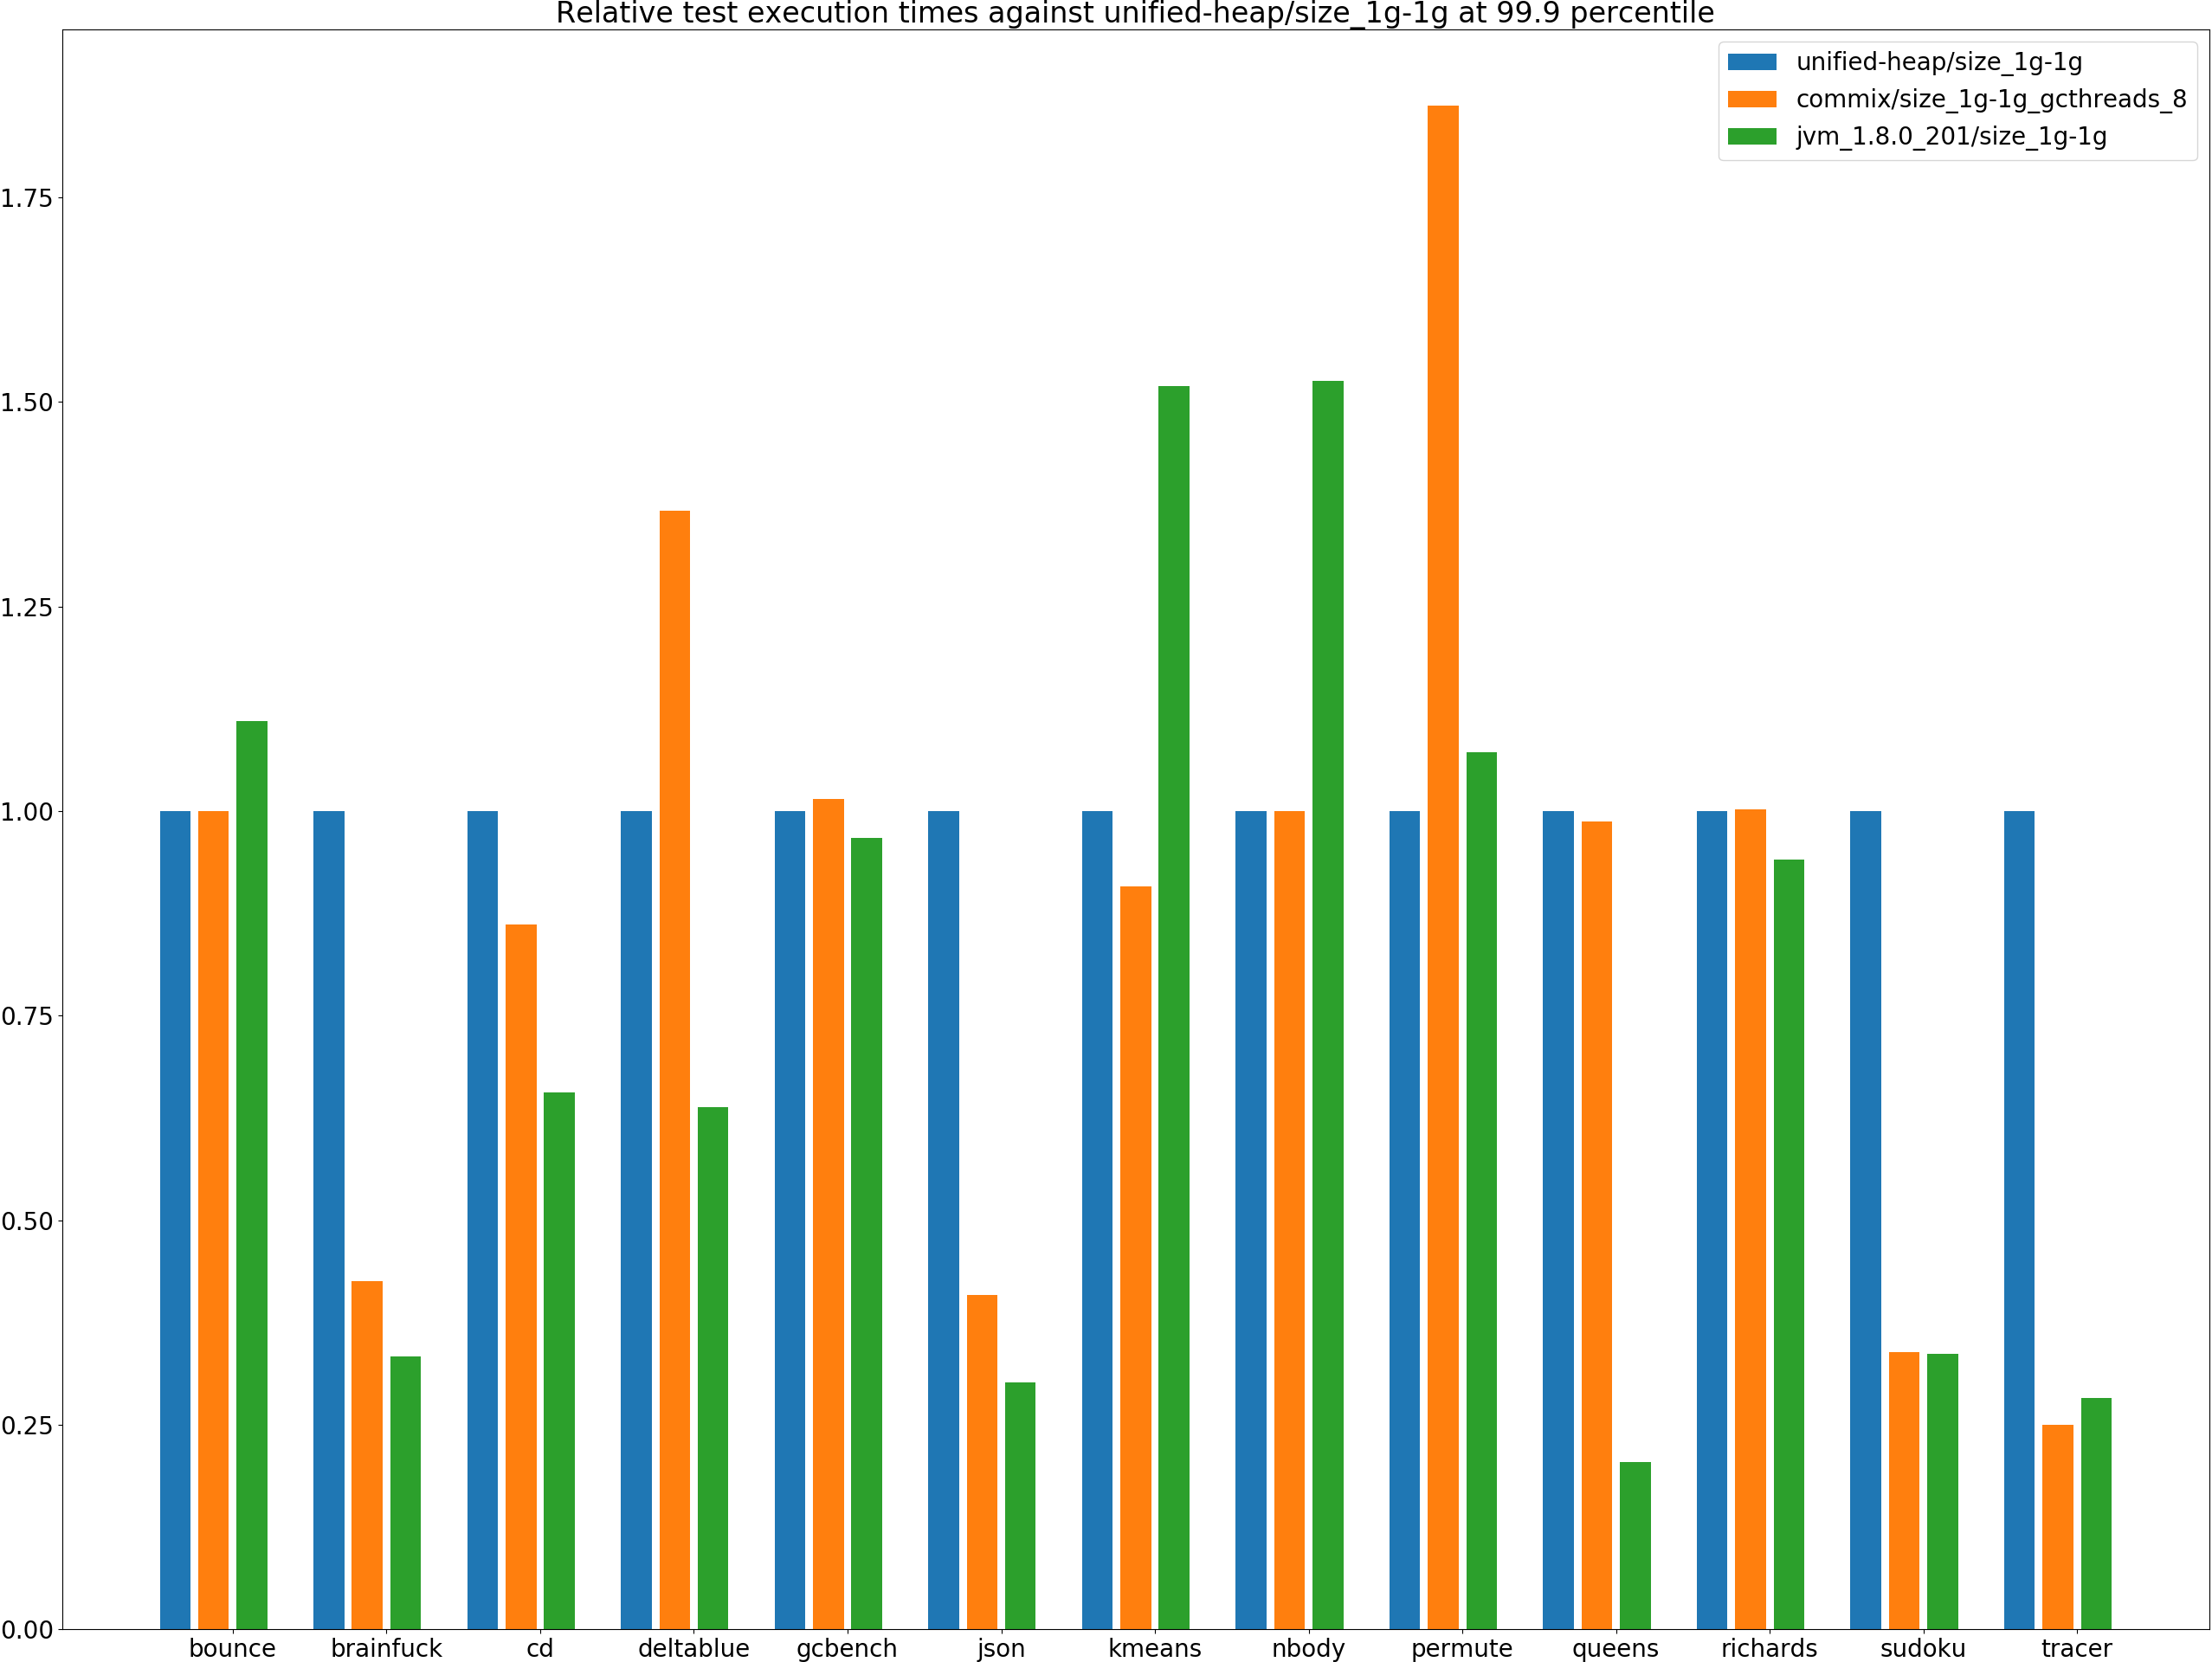 Relative test execution times against unified-heap/size_1g-1g at 99.9 percentile
unified-heap/size_1g-1g
commix/size_1g-1g_gcthreads_8
jvm_1.8.0_201/size_1g-1g
1.75
1.50
1.25
1.00
0.75
0.50
0.25
0.00
bounce brainfuck cd deltablue gcbench json kmeans nbody permute queens richards sudoku tracer